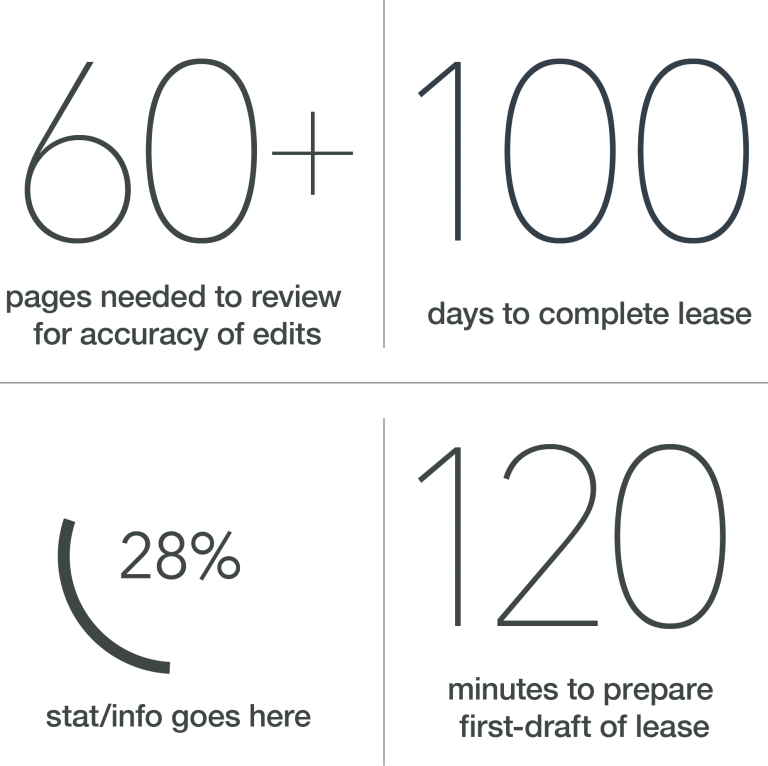 60+
pages needed to review
for accuracy of edits
100
days to complete lease
28%
stat/info goes here
120
minutes to prepare
first-draft of lease